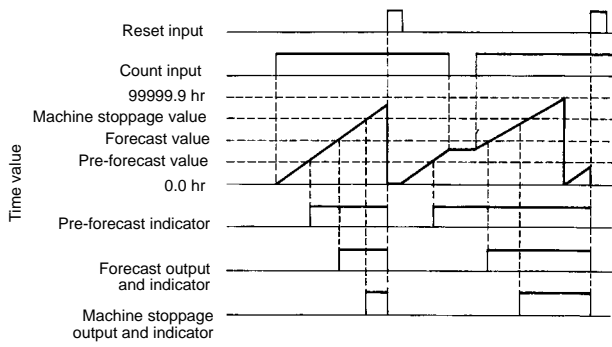 Reset input
Count input
99999.9 hr
Machine stoppage value
Forecast value
Pre-forecast value
0.0 hr
Time value
Pre-forecast indicator
Forecast output
and indicator
Machine stoppage
output and indicator